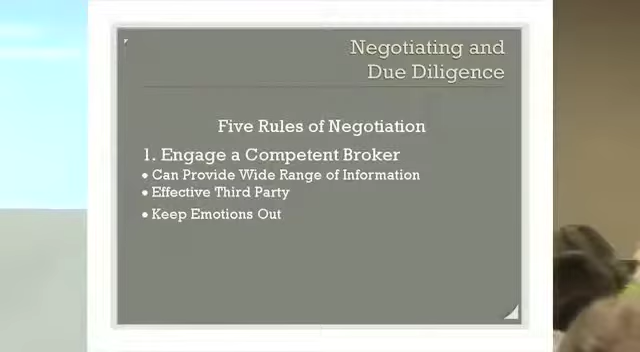 Negotiating and
Due Diligence
Five Rules of Negotiation
1. Engage a Competent Broker
• Can Provide Wide Range of Information
• Effective Third Party
• Keep Emotions Out